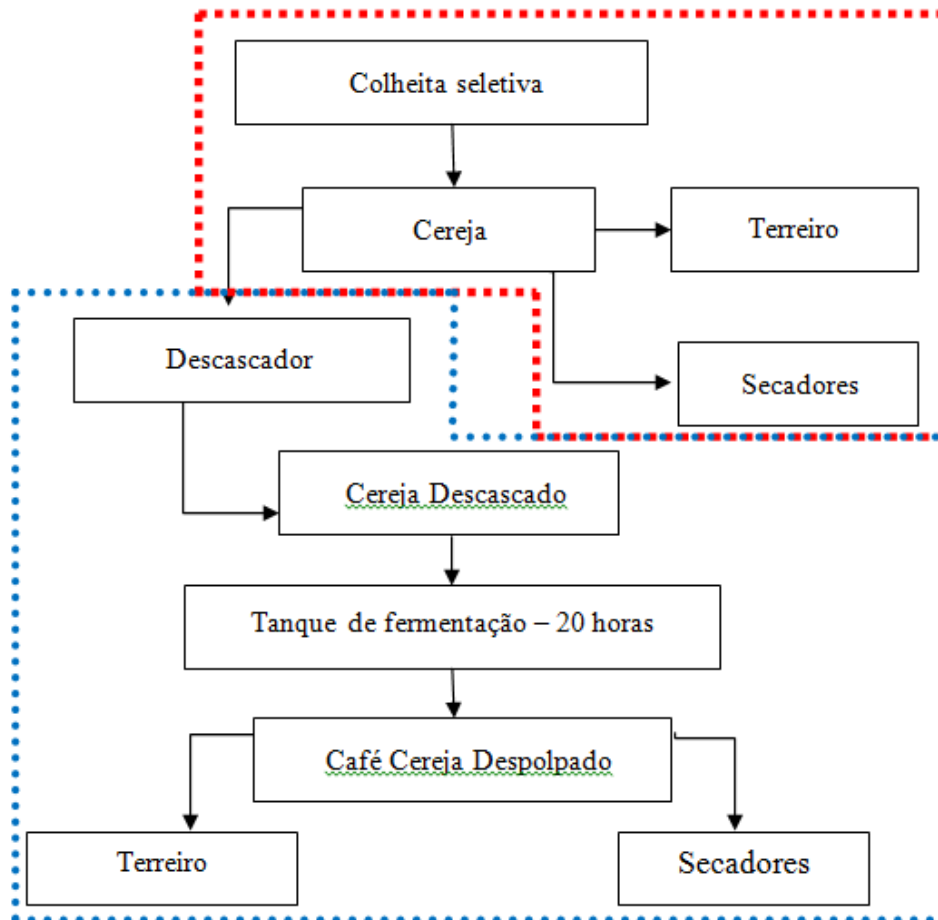 Colheita seletiva
Cereja
Terreiro
Secadores
Descascador
Cereja Descascado
Tanque de fermentação – 20 horas
Café Cereja Despolpado
Terreiro
Secadores